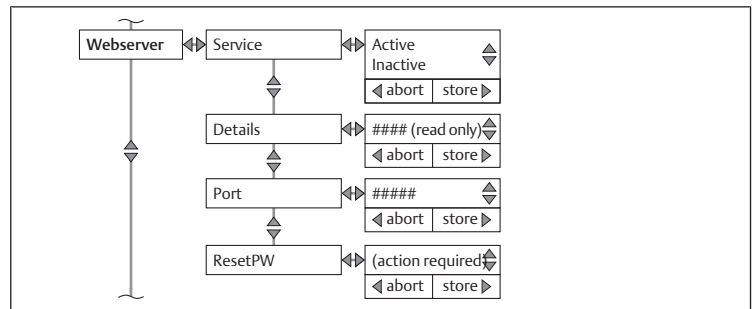 Webserver
Service
Active
Inactive
abort store
Details
#### (read only)
abort store
Port
#####
abort store
ResetPW
(action required)
abort store